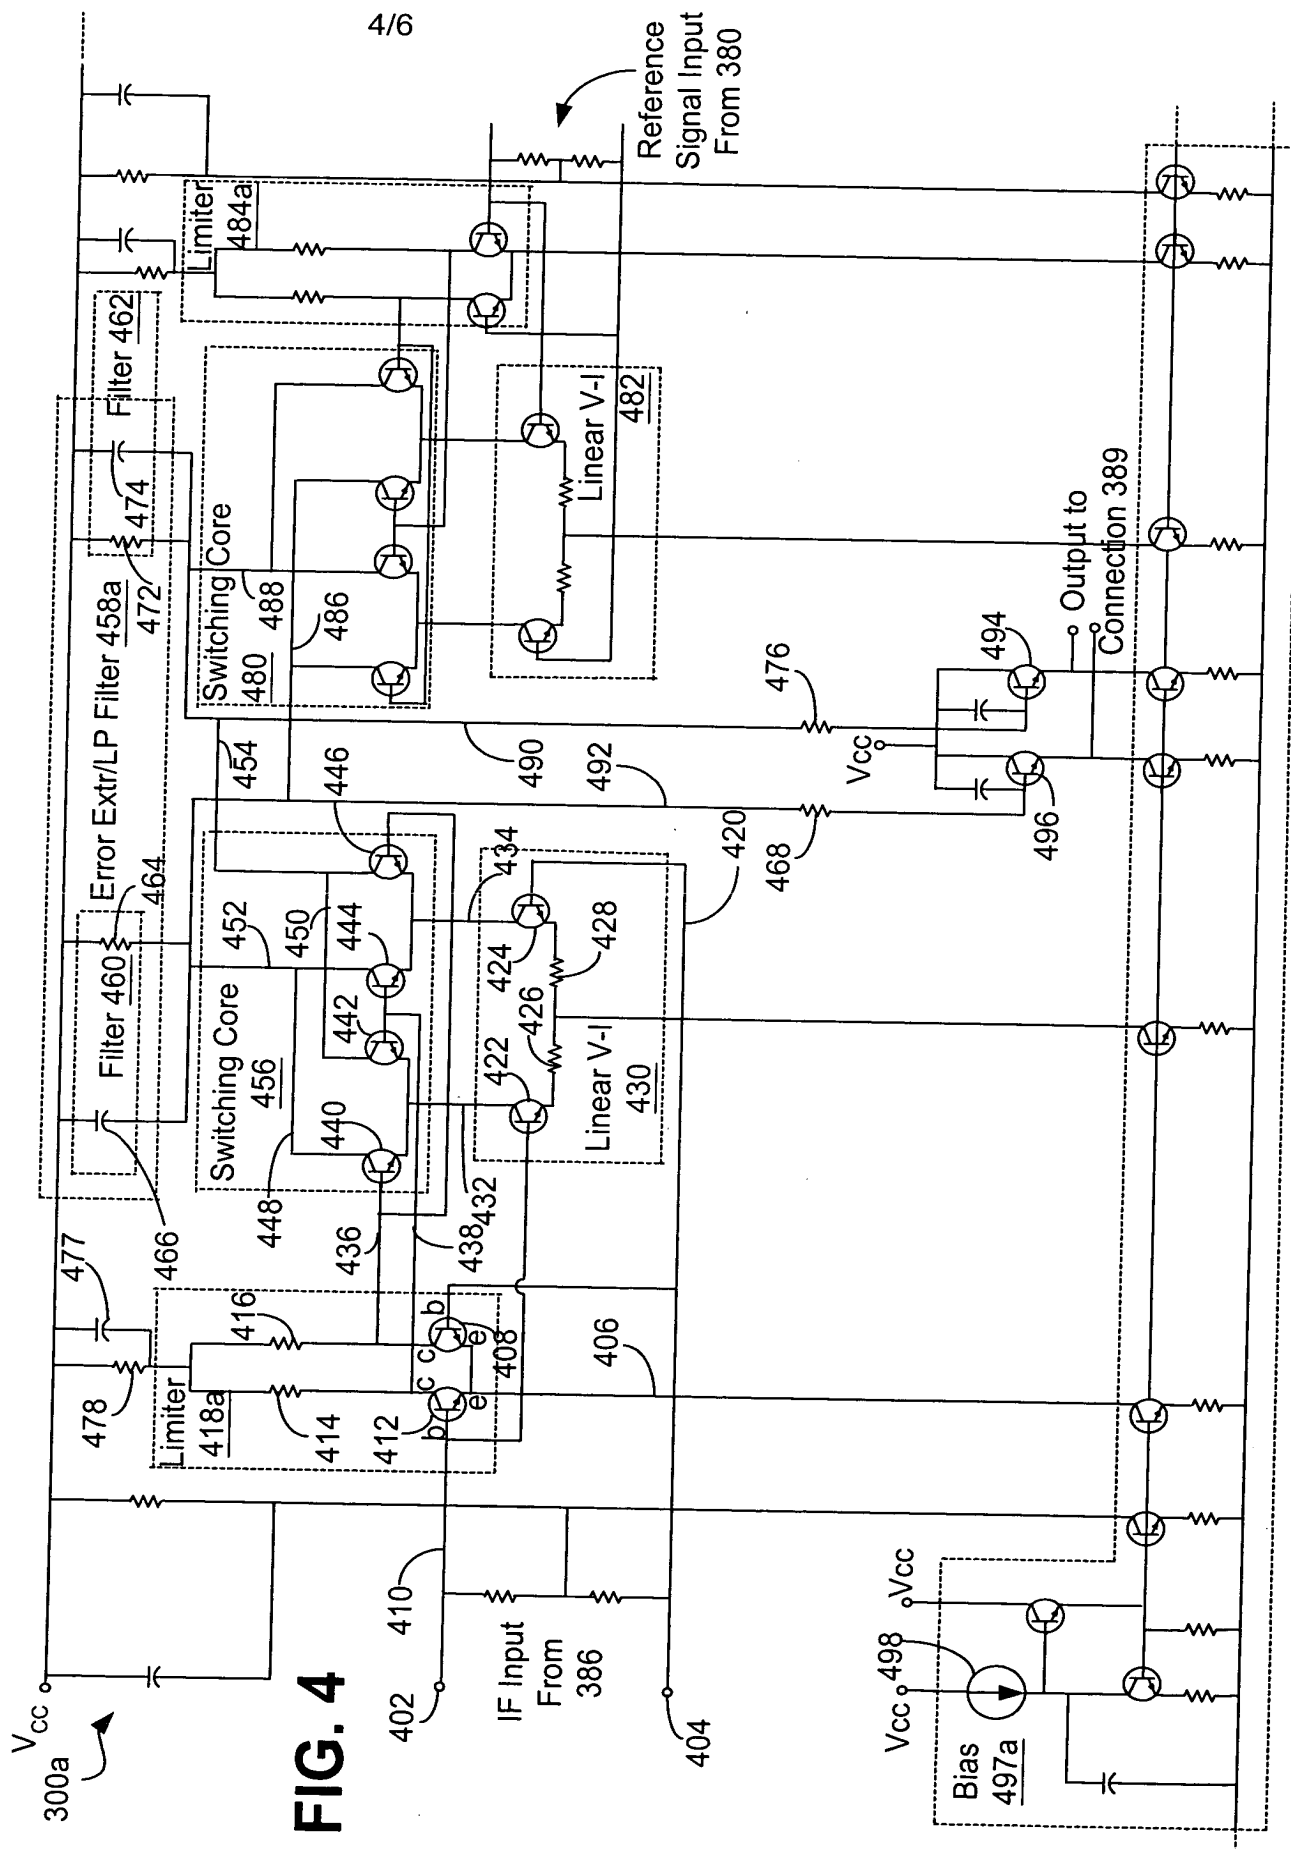 4/6
Reference
Signal Input
From 380
Limiter
484a
Filter 462
474
472
Error Extr/LP Filter 458a
Switching Core
480
488
486
Linear V-I
482
454
490
492
446
476
468
Vcc
494
496
Output to
Connection 389
464
Filter 460
466
452
450
444
442
440
448
Switching Core
456
434
424
428
426
422
Linear V-I
430
420
432
436
438
477
478
416
414
Limiter
418a
412
408
c
c
b
b
e
e
406
410
402
404
IF Input
From
386
VCC
300a
FIG. 4
Vcc
Vcc
498
Bias
497a